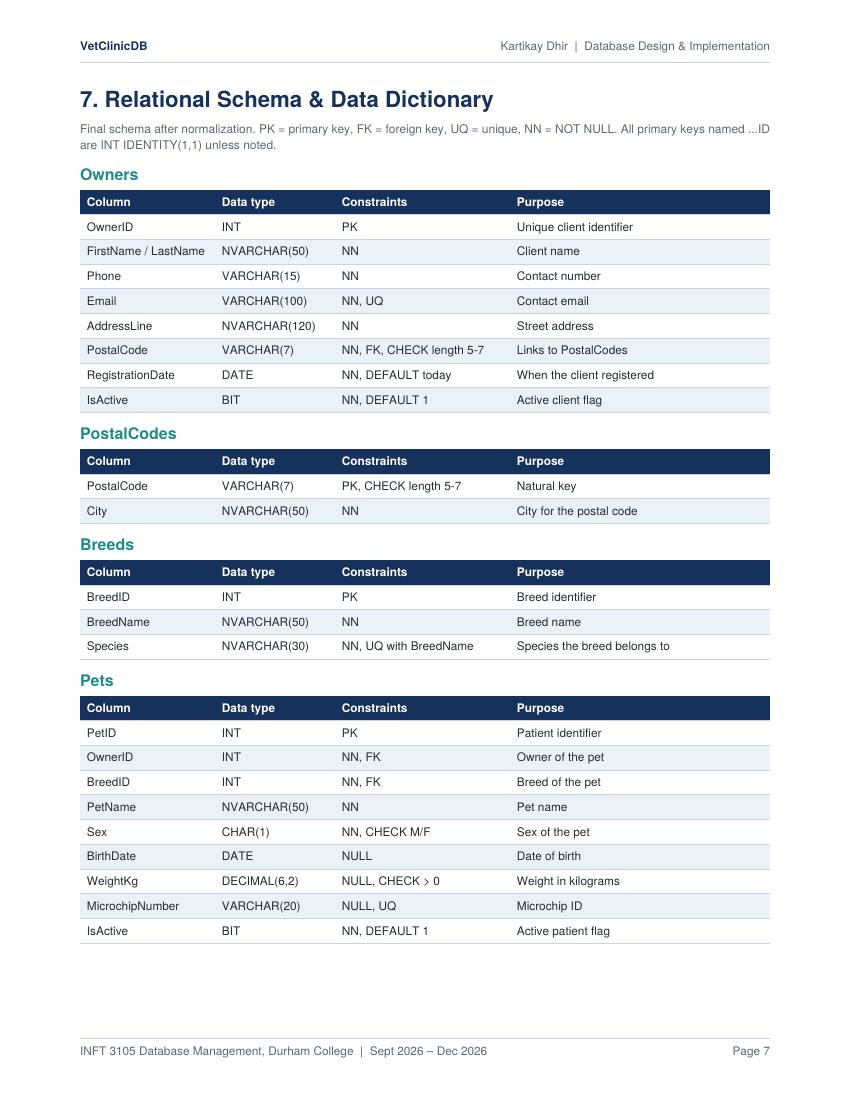 VetClinicDB
Kartikay Dhir | Database Design & Implementation
7. Relational Schema & Data Dictionary
Final schema after normalization. PK = primary key, FK = foreign key, UQ = unique, NN = NOT NULL. All primary keys named ...ID
are INT IDENTITY(1,1) unless noted.
Owners
Column Data type Constraints Purpose
OwnerID INT PK Unique client identifier
FirstName / LastName NVARCHAR(50) NN Client name
Phone VARCHAR(15) NN Contact number
Email VARCHAR(100) NN, UQ Contact email
AddressLine NVARCHAR(120) NN Street address
PostalCode VARCHAR(7) NN, FK, CHECK length 5-7 Links to PostalCodes
RegistrationDate DATE NN, DEFAULT today When the client registered
IsActive BIT NN, DEFAULT 1 Active client flag
PostalCodes
Column Data type Constraints Purpose
PostalCode VARCHAR(7) PK, CHECK length 5-7 Natural key
City NVARCHAR(50) NN City for the postal code
Breeds
Column Data type Constraints Purpose
BreedID INT PK Breed identifier
BreedName NVARCHAR(50) NN Breed name
Species NVARCHAR(30) NN, UQ with BreedName Species the breed belongs to
Pets
Column Data type Constraints Purpose
PetID INT PK Patient identifier
OwnerID INT NN, FK Owner of the pet
BreedID INT NN, FK Breed of the pet
PetName NVARCHAR(50) NN Pet name
Sex CHAR(1) NN, CHECK M/F Sex of the pet
BirthDate DATE NULL Date of birth
WeightKg DECIMAL(6,2) NULL, CHECK > 0 Weight in kilograms
MicrochipNumber VARCHAR(20) NULL, UQ Microchip ID
IsActive BIT NN, DEFAULT 1 Active patient flag
INFT 3105 Database Management, Durham College | Sept 2026 – Dec 2026
Page 7